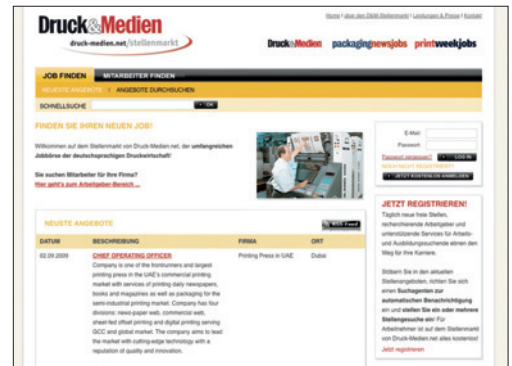 Home | über den D&M-Stellenmarkt | Leistungen & Preise | Kontakt
Druck&Medien
druck-medien.net/stellenmarkt
Druck&Medien packagingnewsjobs printweekjobs
JOB FINDEN MITARBEITER FINDEN
NEUESTE ANGEBOTE | ANGEBOTE DURCHSUCHEN
SCHNELLSUCHE OK
FINDEN SIE IHREN NEUEN JOB!
Willkommen auf dem Stellenmarkt von Druck-Medien.net, der umfangreichen
Jobbörse der deutschsprachigen Druckwirtschaft!
Sie suchen Mitarbeiter für Ihre Firma?
Hier geht's zum Arbeitgeber-Bereich ...
E-Mail:
Passwort:
Passwort vergessen? LOG IN
NOCH NICHT REGISTRIERT?
JETZT KOSTENLOS ANMELDEN
NEUSTE ANGEBOTE RSS-Feed
DATUM BESCHREIBUNG FIRMA ORT
02.09.2009 CHIEF OPERATING OFFICER Printing Press in UAE Dubai
Company is one of the frontrunners and largest
printing press in the UAE's commercial printing
market with services of printing daily newspapers,
books and magazines as well as packaging for the
semi-industrial printing market. Company has four
divisions: news-paper web, commercial web,
sheet-fed offset printing and digital printing serving
GCC and global market. The company aims to lead
the market with cutting-edge technology with a
reputation of quality and innovation.
JETZT REGISTRIEREN!
Täglich neue freie Stellen,
recherchierende Arbeitgeber und
unterstützende Services für Arbeits-
und Ausbildungssuchende ebnen den
Weg für Ihre Karriere.
Stöbern Sie in den aktuellen
Stellenangeboten, richten Sie sich
einen Suchagenten zur
automatischen Benachrichtigung
ein und stellen Sie ein oder mehrere
Stellengesuche ein! Für
Arbeitnehmer ist auf dem Stellenmarkt
von Druck-Medien.net alles kostenlos!
Jetzt registrieren